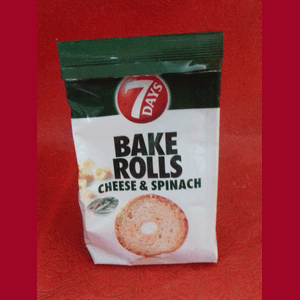 7
DAYS
BAKE
ROLLS
CHEESE & SPINACH